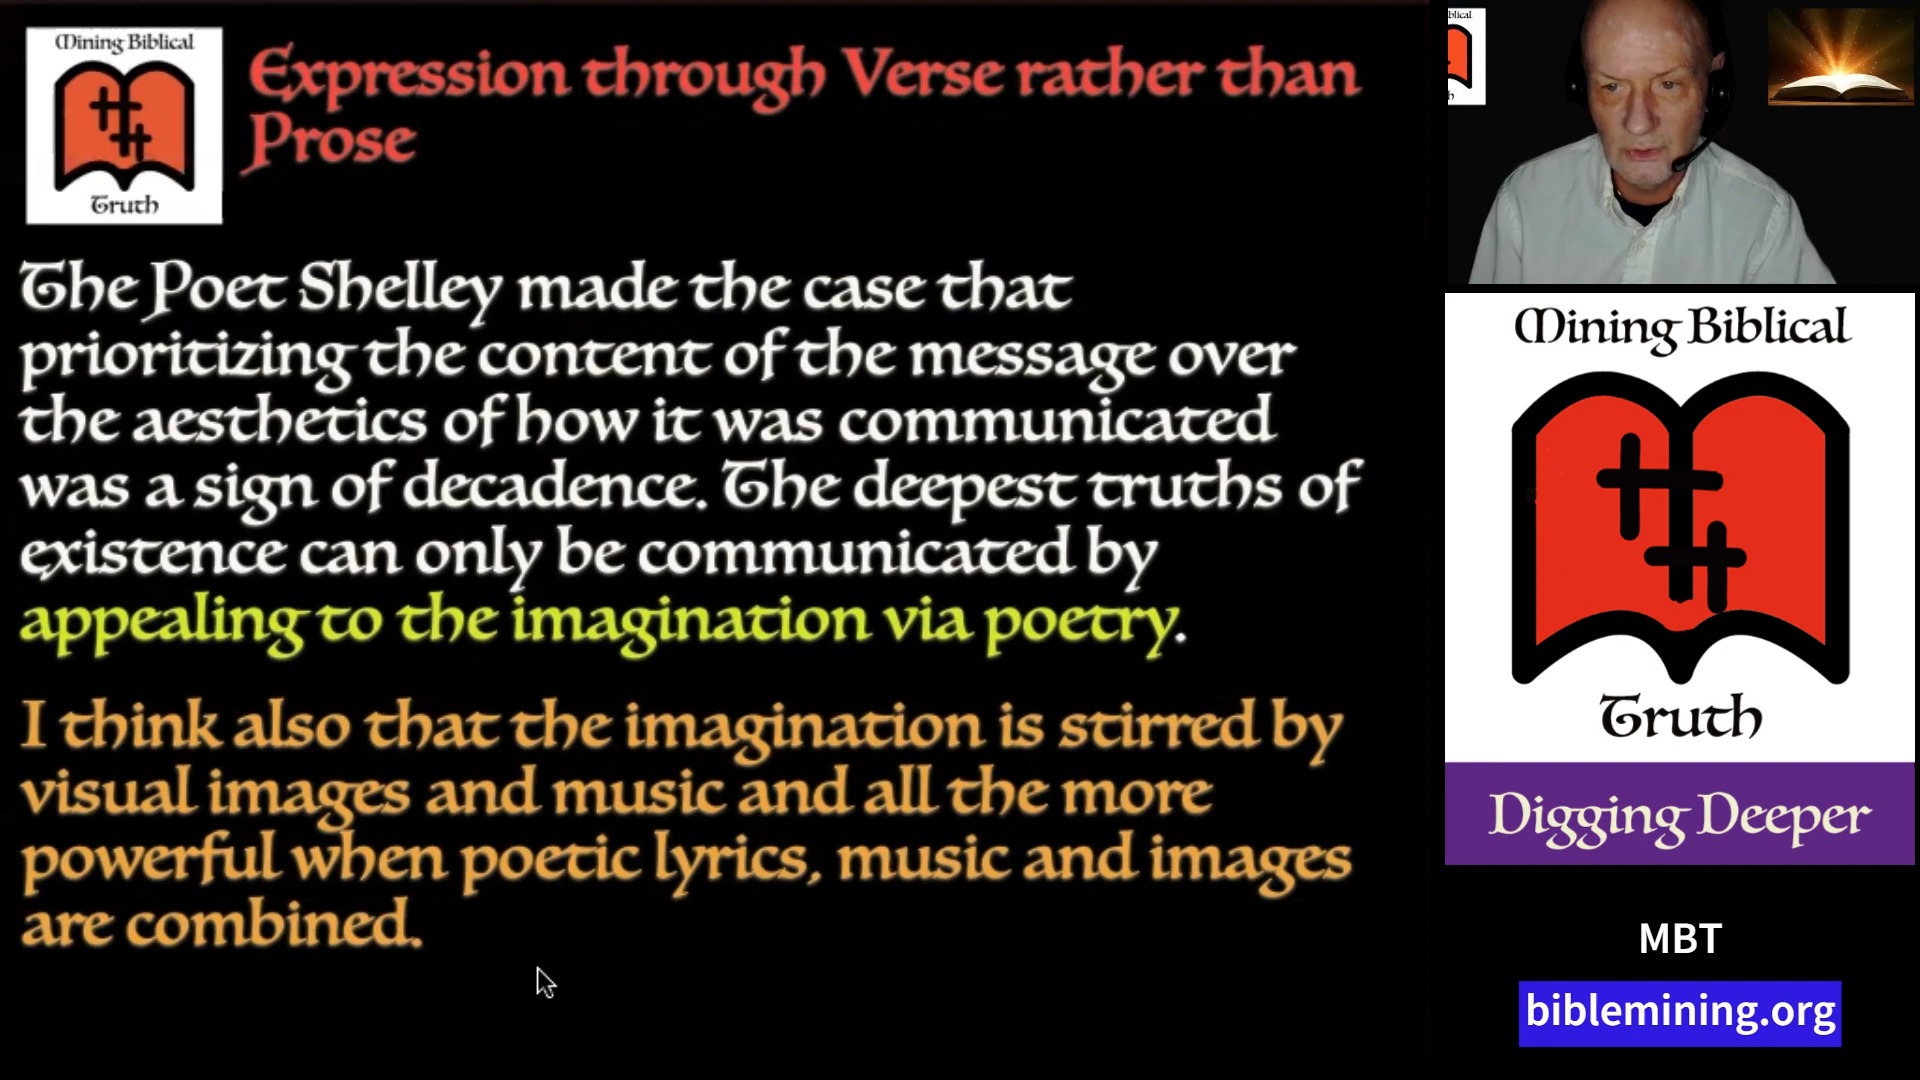 Mining Biblical
Truth
Expression through Verse rather than
Prose
The Poet Shelley made the case that
prioritizing the content of the message over
the aesthetics of how it was communicated
was a sign of decadence. The deepest truths of
existence can only be communicated by
appealing to the imagination via poetry.
I think also that the imagination is stirred by
visual images and music and all the more
powerful when poetic lyrics, music and images
are combined.
blical
h
Mining Biblical
Truth
Digging Deeper
MBT
biblemining.org